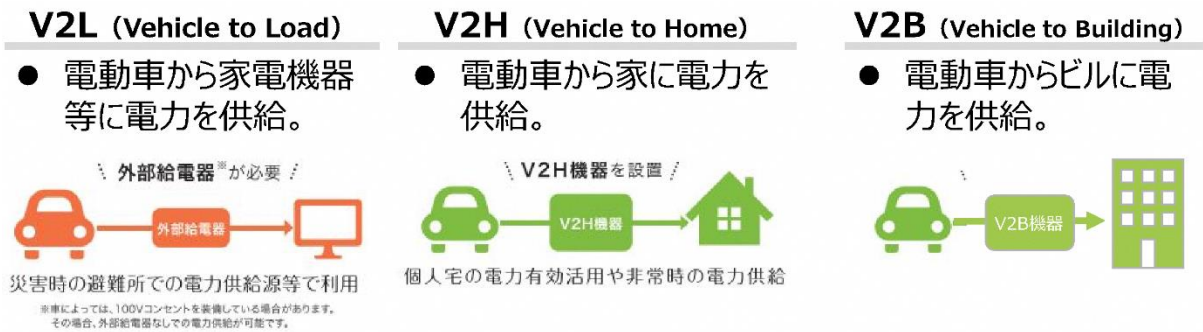 V2L（Vehicle to Load）
● 電動車から家電機器
等に電力を供給。
外部給電器※が必要
外部給電器
災害時の避難所での電力供給源等で利用
※車によっては、100Vコンセントを装備している場合があります。
その場合、外部給電器なしでの電力供給が可能です。
V2H（Vehicle to Home）
● 電動車から家に電力を
供給。
V2H機器を設置
V2H機器
個人宅の電力有効活用や非常時の電力供給
V2B（Vehicle to Building）
● 電動車からビルに電
力を供給。
V2B機器